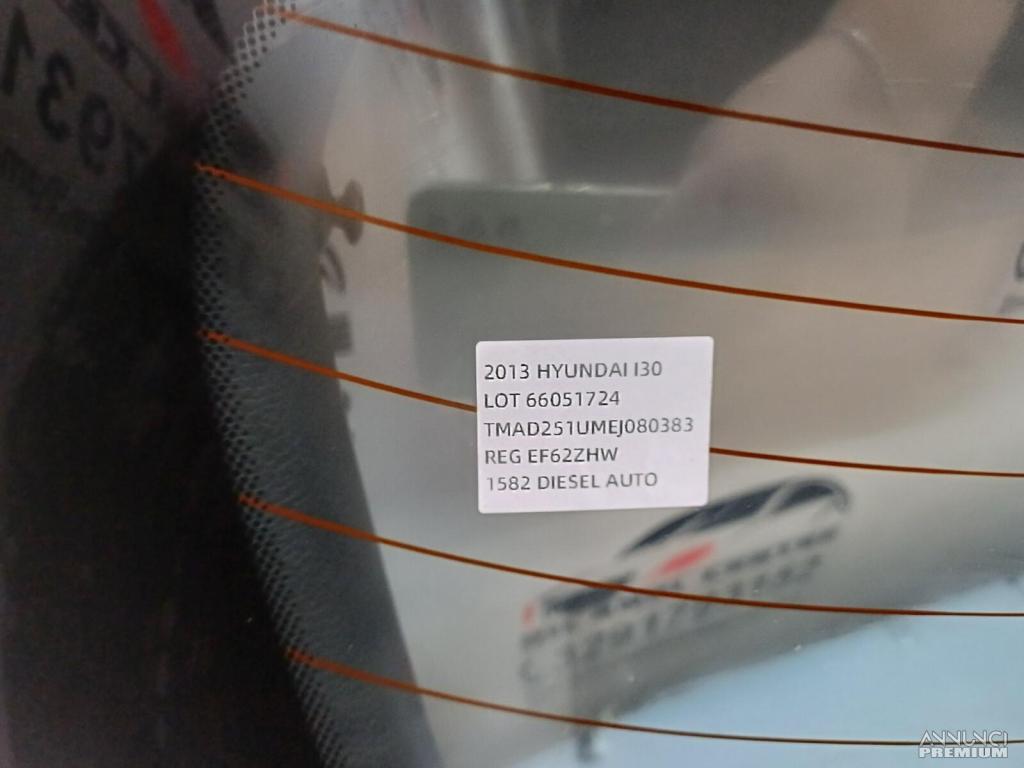 2013 HYUNDAI I30
LOT 66051724
TMAD251UMEJ080383
REG EF62ZHW
1582 DIESEL AUTO
ANNUNCI
PREMIUM